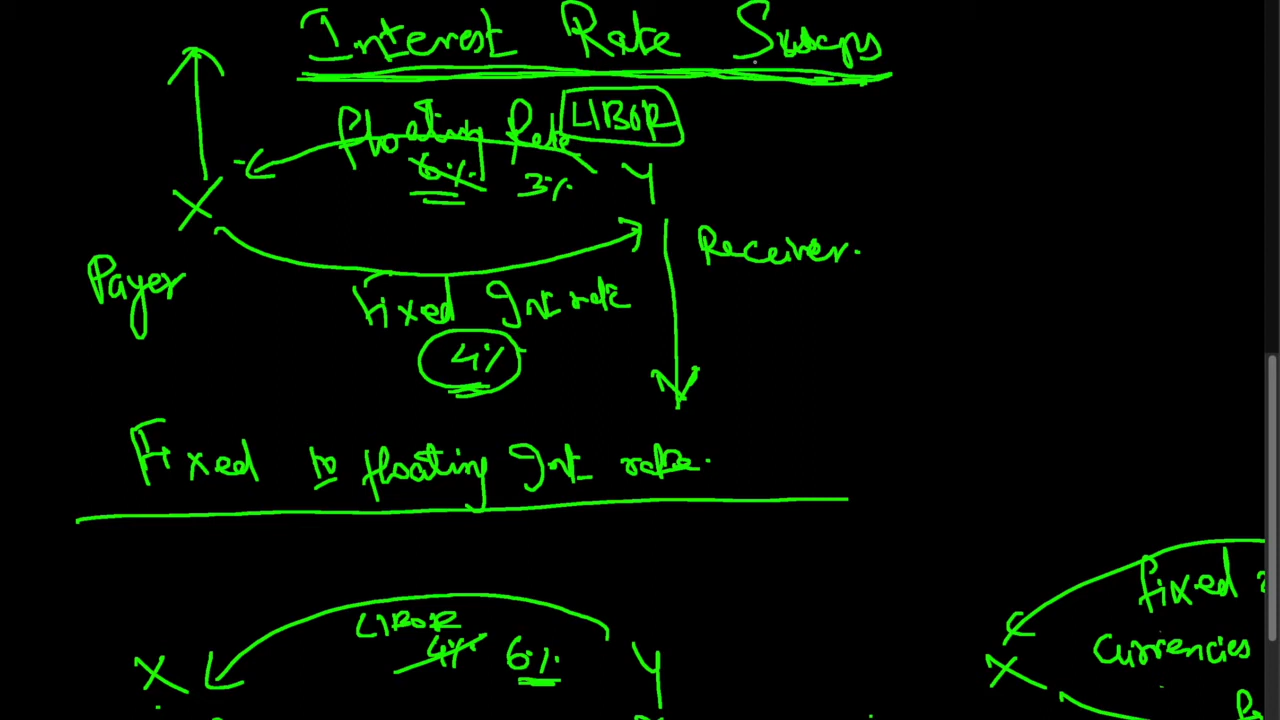 Interest Rate Swaps
Floating Rate LIBOR
6% 3%
X Y
Receiver.
Payer
Fixed Int rate
4%
Fixed to floating Int rate.
LIBOR
4% 6%
X Y
fixed
Currencies
X